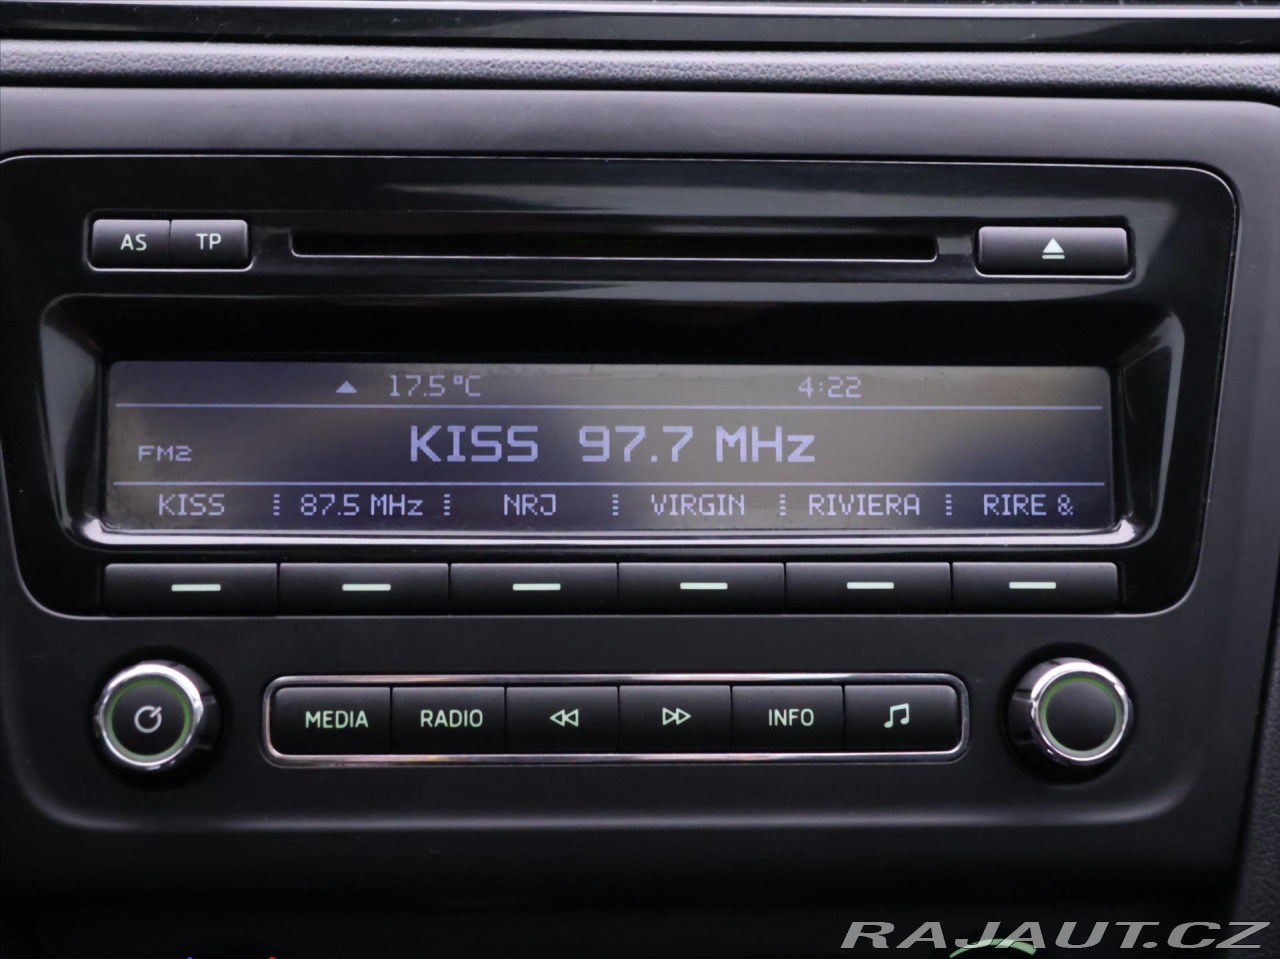 AS TP
17.5°C 4:22
FM2 KISS 97.7 MHz
KISS 87.5 MHz NRJ VIRGIN RIVIERA RIRE &
MEDIA RADIO INFO
RAJAUT.CZ